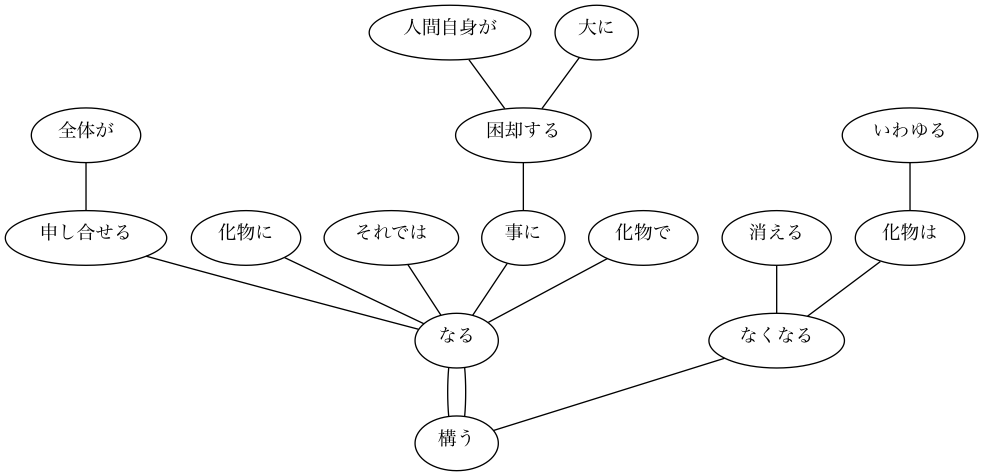 人間自身が 大に
全体が 困却する いわゆる
申し合せる 化物に それでは 事に 化物で 消える 化物は
なる なくなる
構う